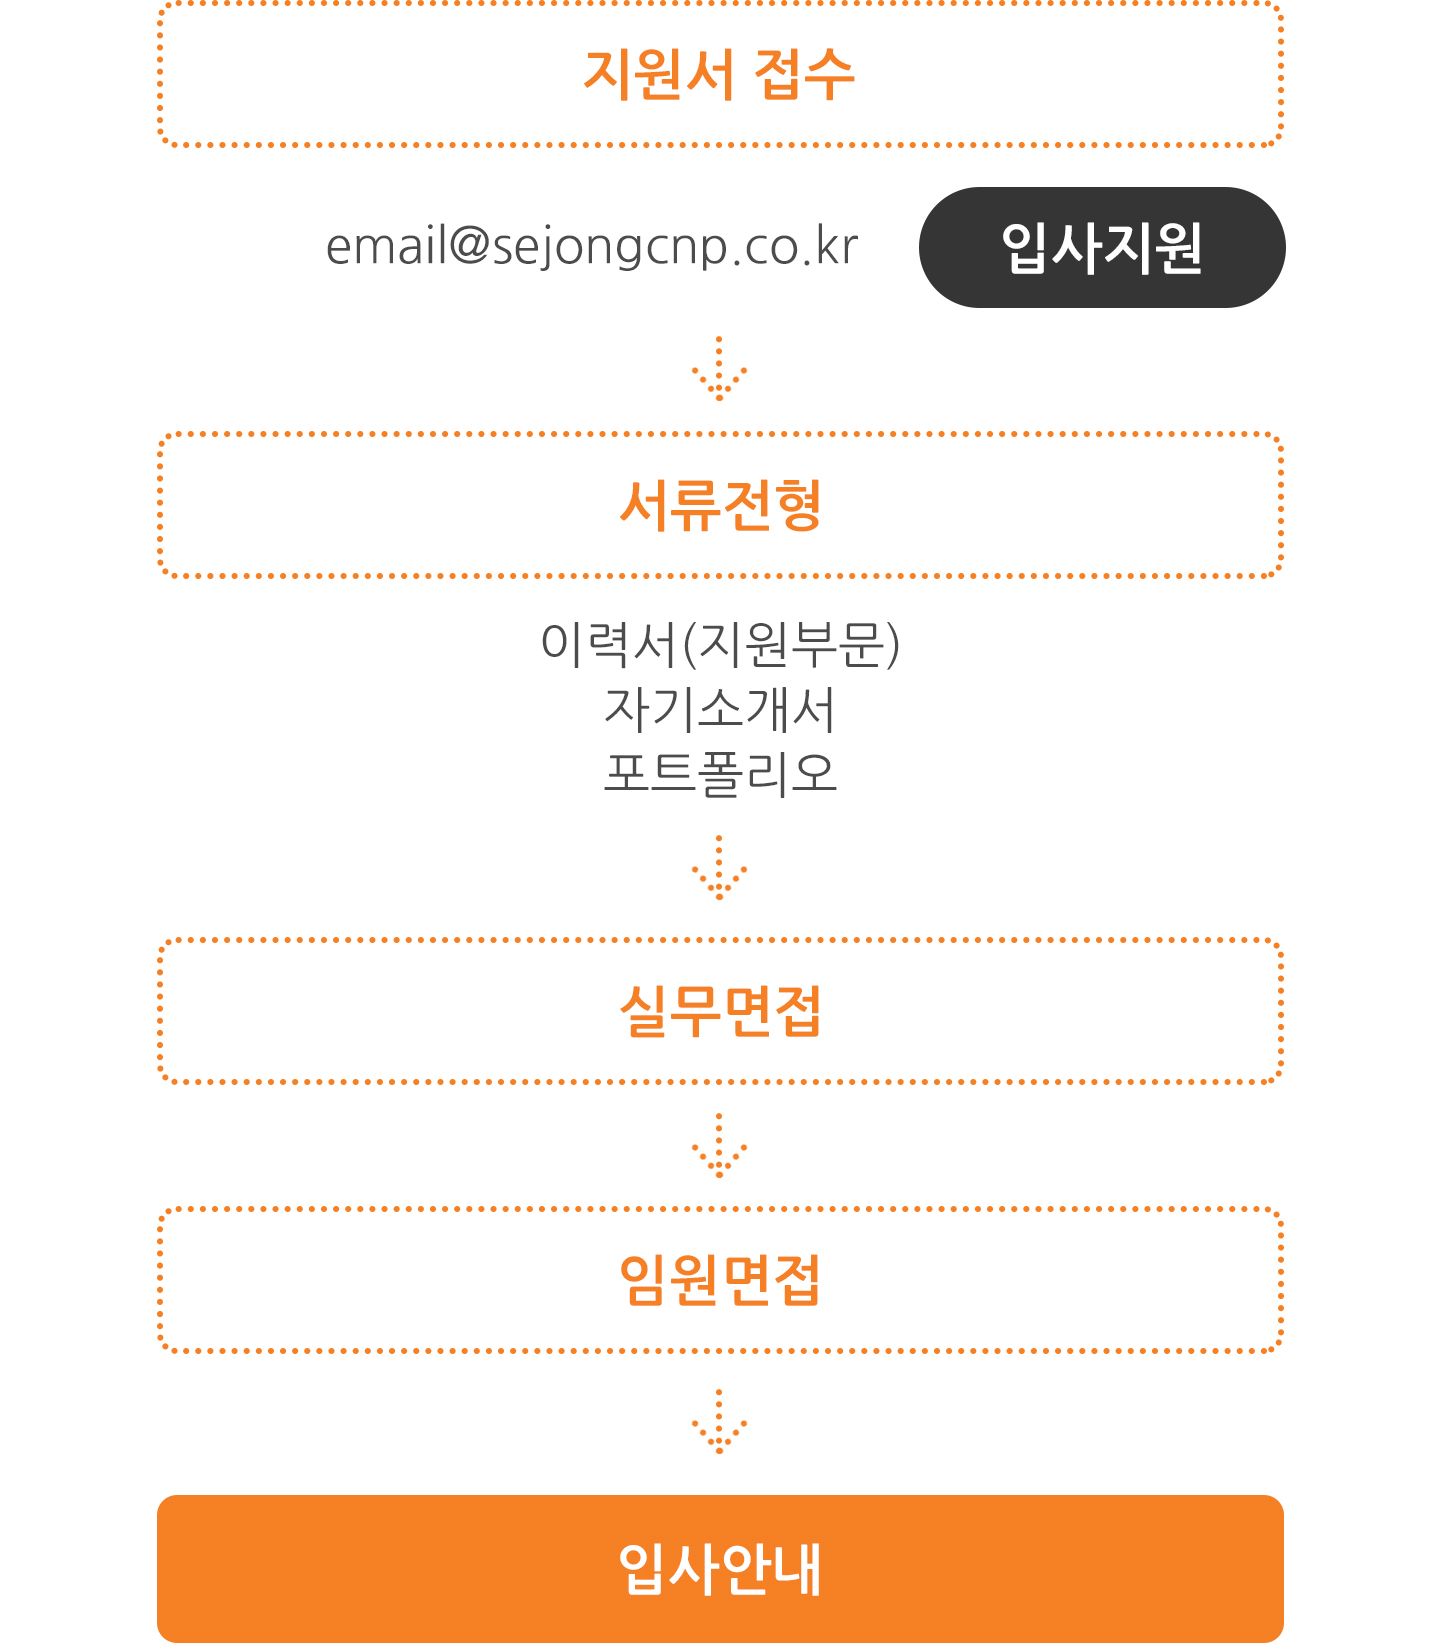 지원서 접수
email@sejongcnp.co.kr
입사지원
서류전형
이력서(지원부문)
자기소개서
포트폴리오
실무면접
임원면접
입사안내